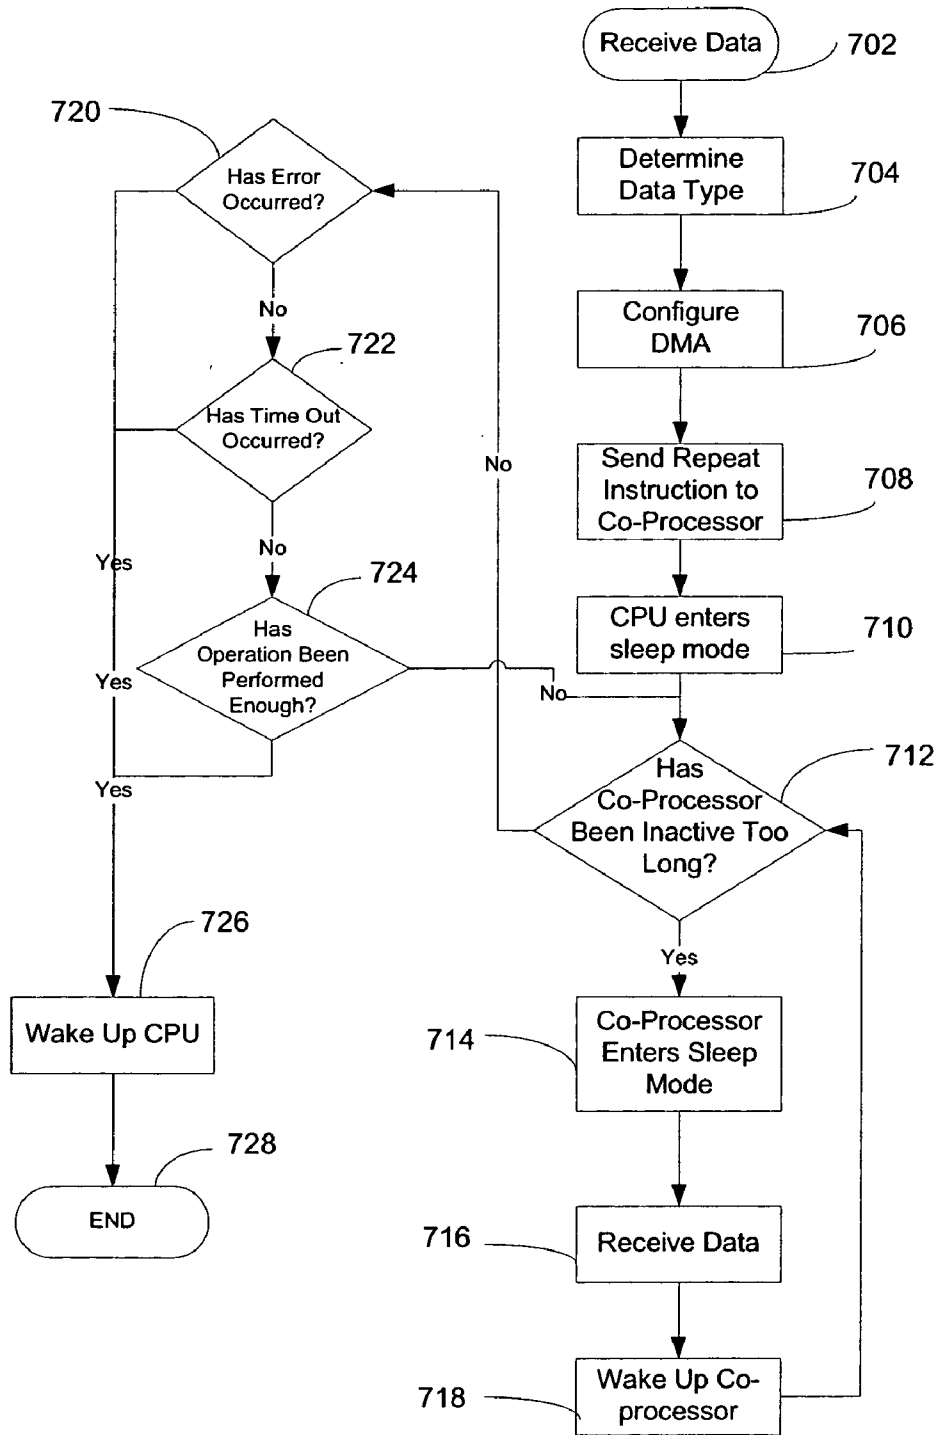 Receive Data
702
720
Has Error
Occurred?
Determine
Data Type
704
No
Configure
DMA
706
722
Has Time Out
Occurred?
No
Send Repeat
Instruction to
Co-Processor
708
No
Yes
724
CPU enters
sleep mode
710
Has
Operation Been
Performed
Enough?
Yes
No
712
Has
Co-Processor
Been Inactive Too
Long?
Yes
726
Yes
Wake Up CPU
714
Co-Processor
Enters Sleep
Mode
728
END
716
Receive Data
718
Wake Up Co-
processor